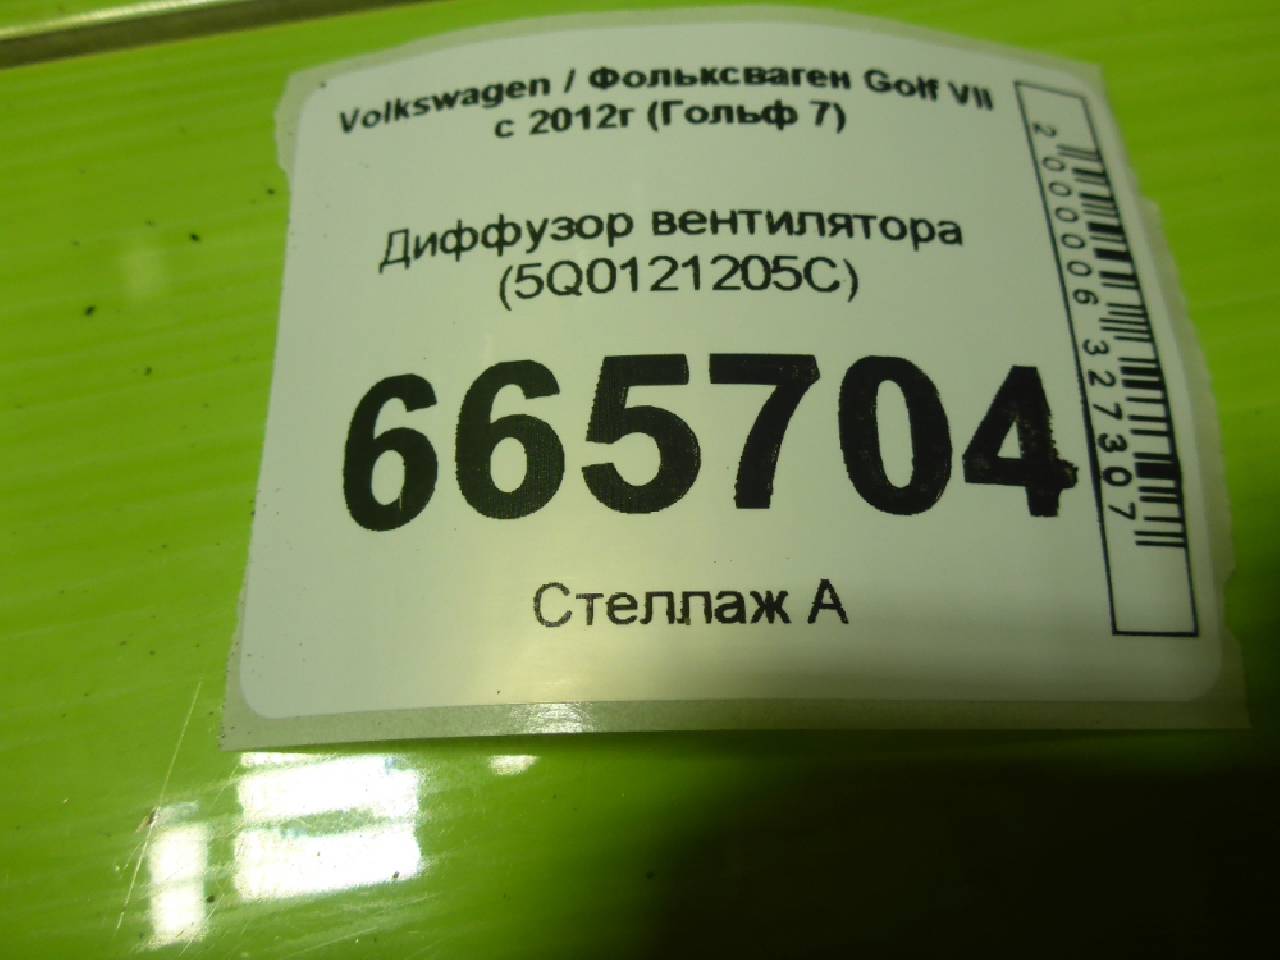 Volkswagen / Фольксваген Golf VII
с 2012г (Гольф 7)
Диффузор вентилятора
(5Q0121205C)
665704
Стеллаж А
2000006327307